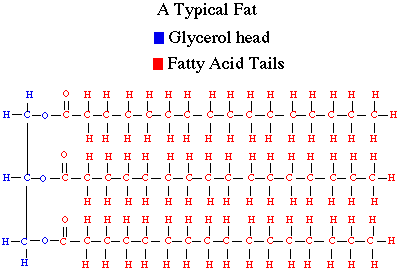 A Typical Fat
Glycerol head
Fatty Acid Tails
H O H H H H H H H H H H H H H H H
H C O C C C C C C C C C C C C C C C C H
H H H H H H H H H H H H H H H
O H H H H H H H H H H H H H H H
H C O C C C C C C C C C C C C C C C C H
H H H H H H H H H H H H H H H
O H H H H H H H H H H H H H H H
H C O C C C C C C C C C C C C C C C C H
H H H H H H H H H H H H H H H H